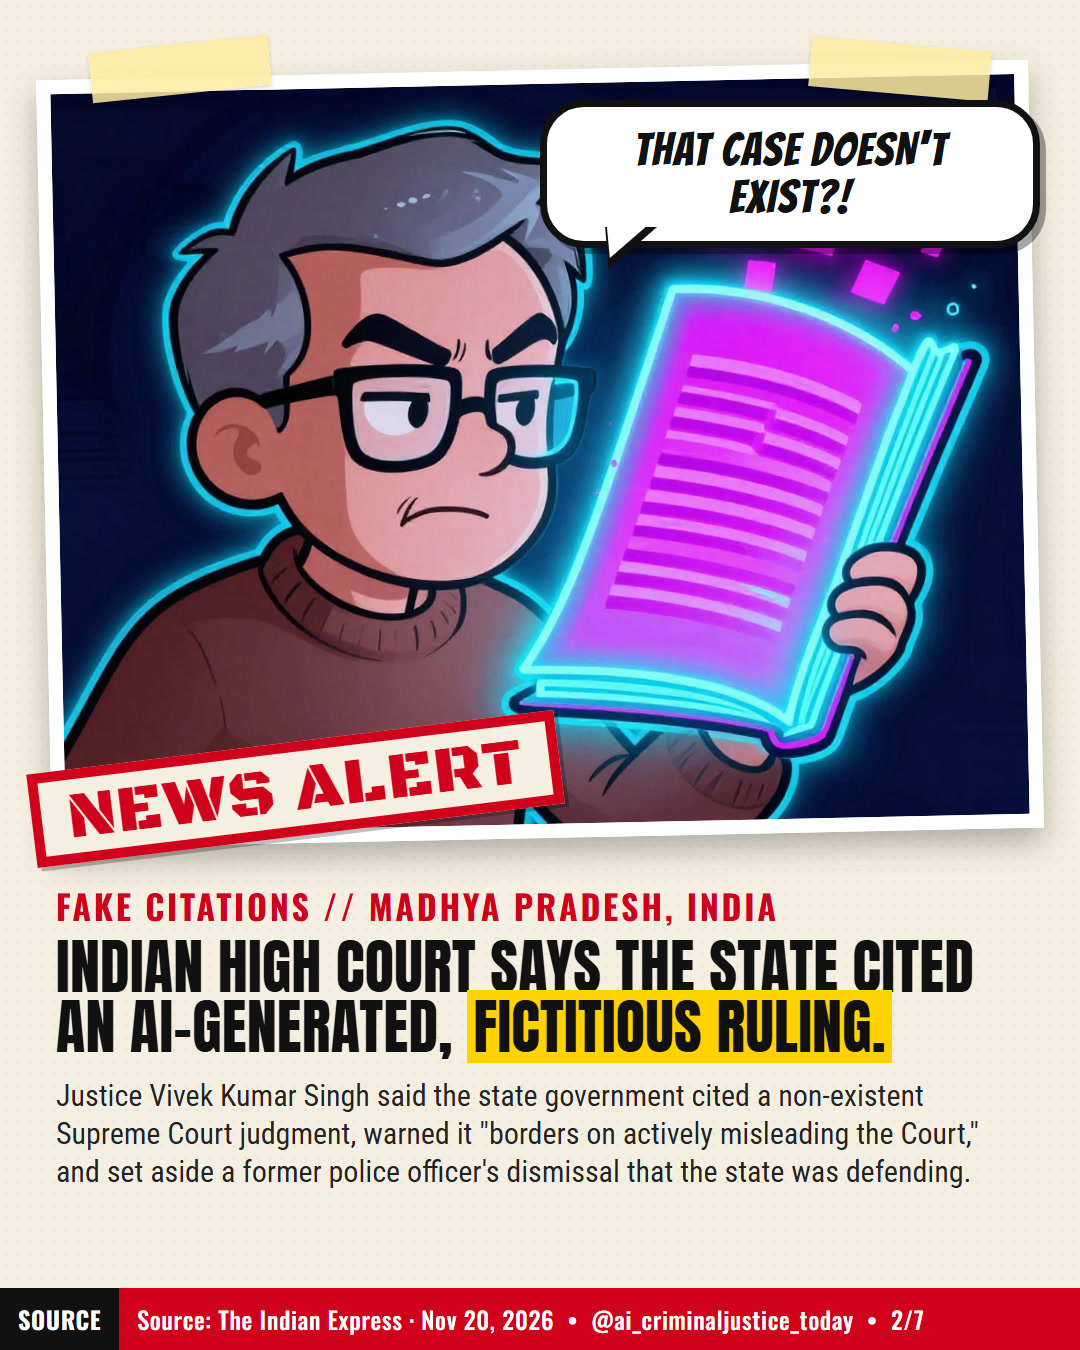 THAT CASE DOESN'T
EXIST?!
NEWS ALERT
FAKE CITATIONS // MADHYA PRADESH, INDIA
INDIAN HIGH COURT SAYS THE STATE CITED
AN AI-GENERATED, FICTITIOUS RULING.
Justice Vivek Kumar Singh said the state government cited a non-existent
Supreme Court judgment, warned it "borders on actively misleading the Court,"
and set aside a former police officer's dismissal that the state was defending.
SOURCE Source: The Indian Express · Nov 20, 2026 • @ai_criminaljustice_today • 2/7